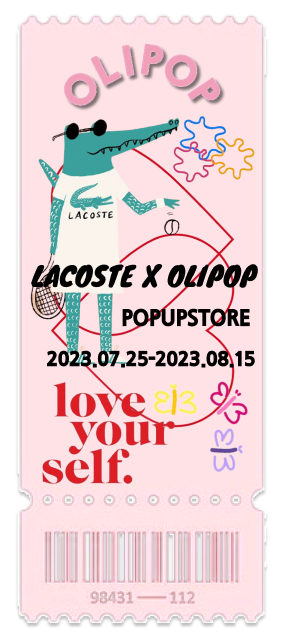 OLIPOP
LACOSTE
LACOSTE X OLIPOP
POPUPSTORE
2023.07.25-2023.08.15
love
your
self.
98431 — 112